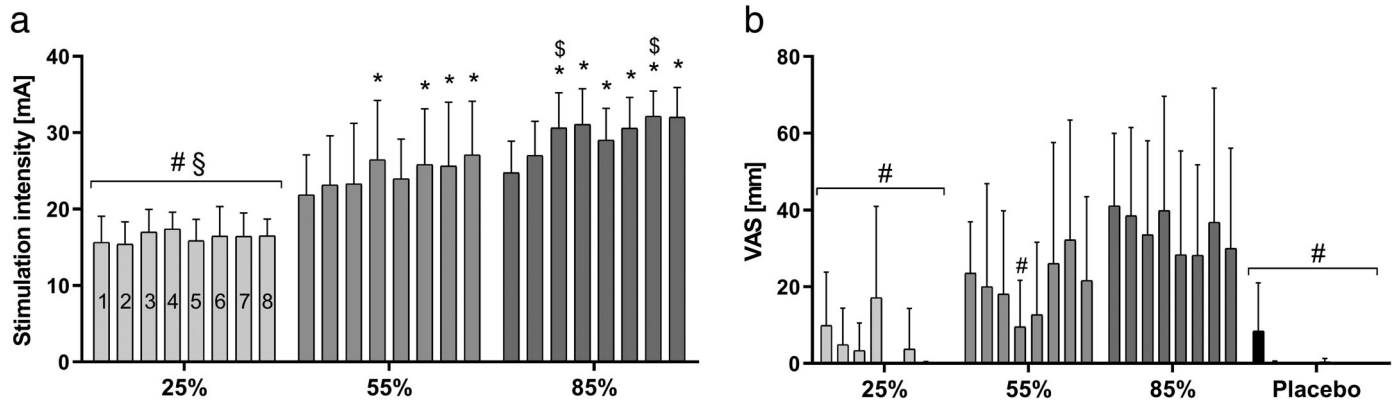 a
Stimulation intensity [mA]
40
30
20
10
0
# §
1 2 3 4 5 6 7 8
* * * *
$ $
* * * * * *
25% 55% 85%
b
VAS [mm]
80
60
40
20
0
#
#
#
25% 55% 85% Placebo